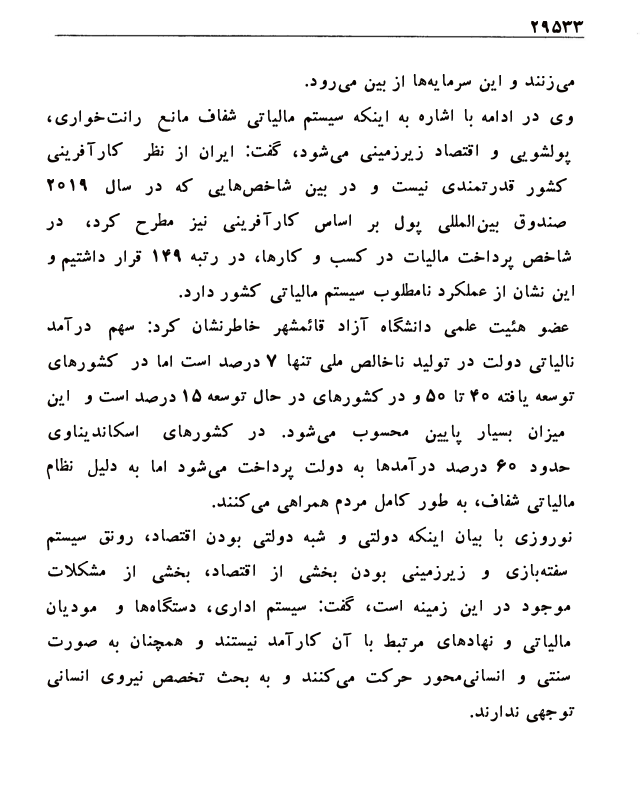 ۲۹۵۳۳
می‌زنند و این سرمایه‌ها از بین می‌رود.
وی در ادامه با اشاره به اینکه سیستم مالیاتی شفاف مانع رانت‌خواری،
پولشویی و اقتصاد زیرزمینی می‌شود، گفت: ایران از نظر کارآفرینی
کشور قدرتمندی نیست و در بین شاخص‌هایی که در سال ۲۰۱۹
صندوق بین‌المللی پول بر اساس کارآفرینی نیز مطرح کرد، در
شاخص پرداخت مالیات در کسب و کارها، در رتبه ۱۴۹ قرار داشتیم و
این نشان از عملکرد نامطلوب سیستم مالیاتی کشور دارد.
عضو هئیت علمی دانشگاه آزاد قائمشهر خاطرنشان کرد: سهم درآمد
نالیاتی دولت در تولید ناخالص ملی تنها ۷ درصد است اما در کشورهای
توسعه یافته ۴۰ تا ۵۰ و در کشورهای در حال توسعه ۱۵ درصد است و این
میزان بسیار پایین محسوب می‌شود. در کشورهای اسکاندیناوی
حدود ۶۰ درصد درآمدها به دولت پرداخت می‌شود اما به دلیل نظام
مالیاتی شفاف، به طور کامل مردم همراهی می‌کنند.
نوروزی با بیان اینکه دولتی و شبه دولتی بودن اقتصاد، رونق سیستم
سفته‌بازی و زیرزمینی بودن بخشی از اقتصاد، بخشی از مشکلات
موجود در این زمینه است، گفت: سیستم اداری، دستگاه‌ها و مودیان
مالیاتی و نهادهای مرتبط با آن کارآمد نیستند و همچنان به صورت
سنتی و انسانی‌محور حرکت می‌کنند و به بحث تخصص نیروی انسانی
توجهی ندارند.